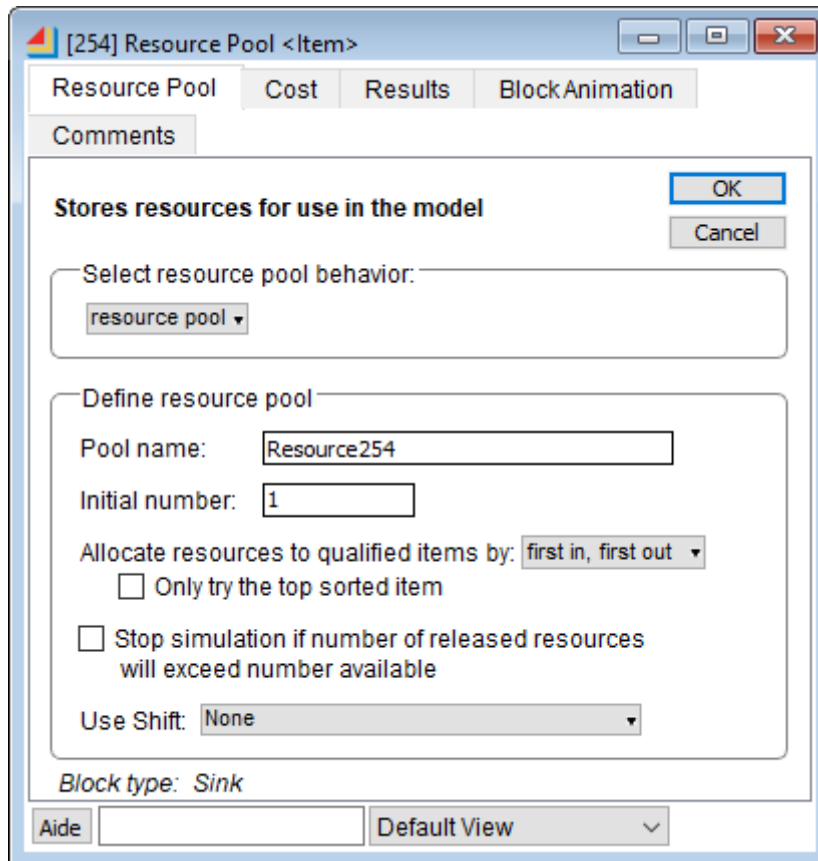 [254] Resource Pool <Item>
Resource Pool Cost Results Block Animation
Comments
Stores resources for use in the model
OK
Cancel
Select resource pool behavior:
resource pool
Define resource pool
Pool name: Resource254
Initial number: 1
Allocate resources to qualified items by: first in, first out
Only try the top sorted item
Stop simulation if number of released resources
will exceed number available
Use Shift: None
Block type: Sink
Aide Default View